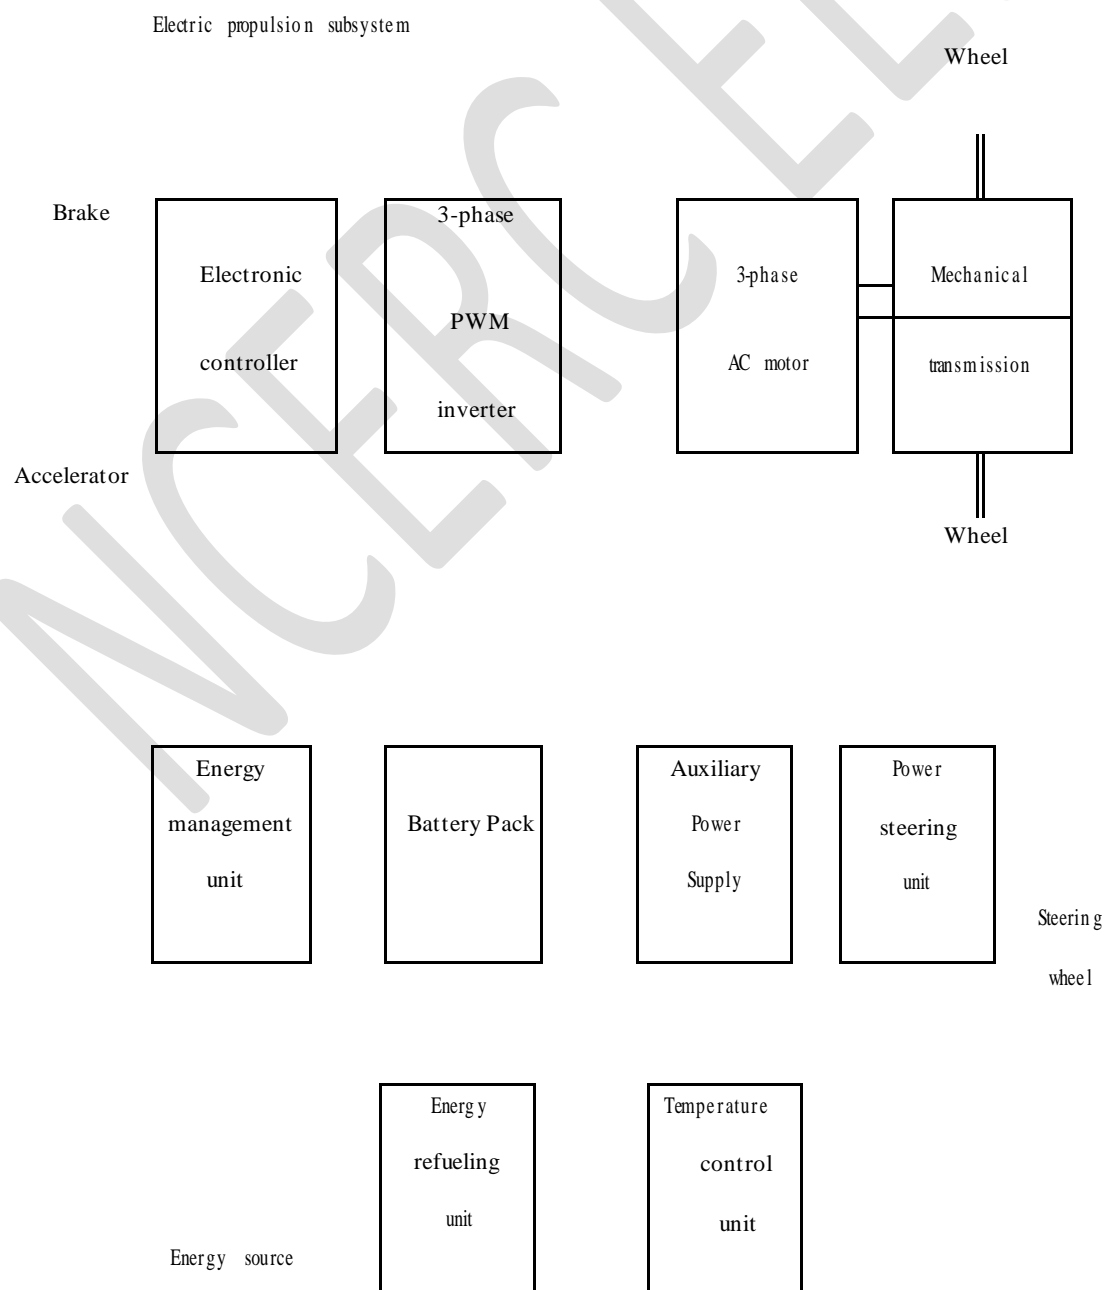 Electric propulsion subsystem
Wheel
Brake
Electronic
controller
3-phase
PWM
inverter
3-phase
AC motor
Mechanical
transmission
Accelerator
Wheel
Energy
management
unit
Battery Pack
Auxiliary
Power
Supply
Power
steering
unit
Steering
wheel
Energy
refueling
unit
Temperature
control
unit
Energy source
NCERC EE